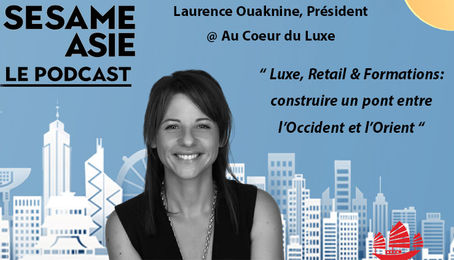 SESAME
ASIE
LE PODCAST
Laurence Ouaknine, Président
@ Au Coeur du Luxe
“ Luxe, Retail & Formations:
construire un pont entre
l’Occident et l’Orient “